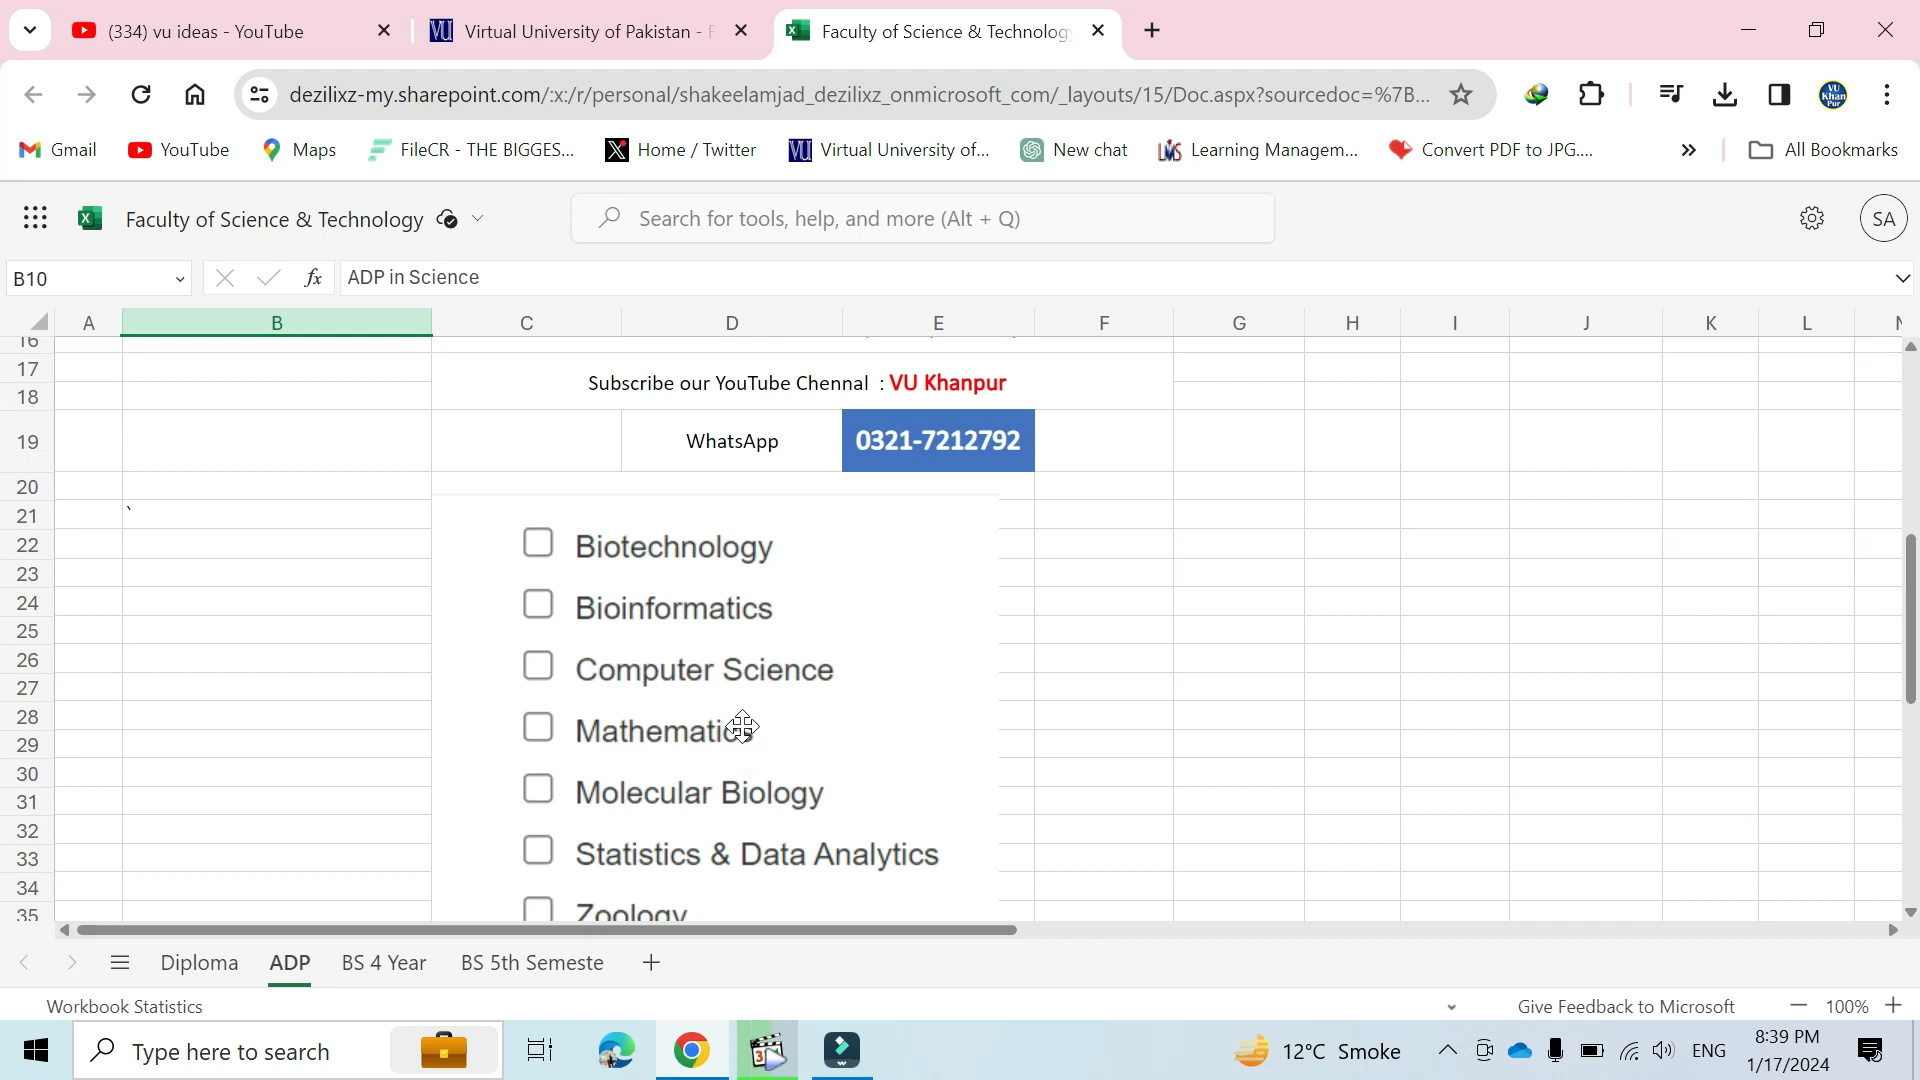 (334) vu ideas - YouTube
Virtual University of Pakistan - F
Faculty of Science & Technology
dezilixz-my.sharepoint.com/:x:/r/personal/shakeelamjad_dezilixz_onmicrosoft_com/_layouts/15/Doc.aspx?sourcedoc=%7B...
VU Khan Pur
Gmail
YouTube
Maps
FileCR - THE BIGGES...
Home / Twitter
Virtual University of...
New chat
Learning Managem...
Convert PDF to JPG....
All Bookmarks
Faculty of Science & Technology
Search for tools, help, and more (Alt + Q)
SA
B10
fx
ADP in Science
A B C D E F G H I J K L
16
17
Subscribe our YouTube Chennal : VU Khanpur
18
19 WhatsApp 0321-7212792
20
21 `
22 Biotechnology
23
24 Bioinformatics
25
26 Computer Science
27
28
29 Mathematics
30
31 Molecular Biology
32
33 Statistics & Data Analytics
34
35 Zoology
Diploma ADP BS 4 Year BS 5th Semeste
Workbook Statistics
Give Feedback to Microsoft
100%
Type here to search
12°C Smoke
ENG
8:39 PM
1/17/2024